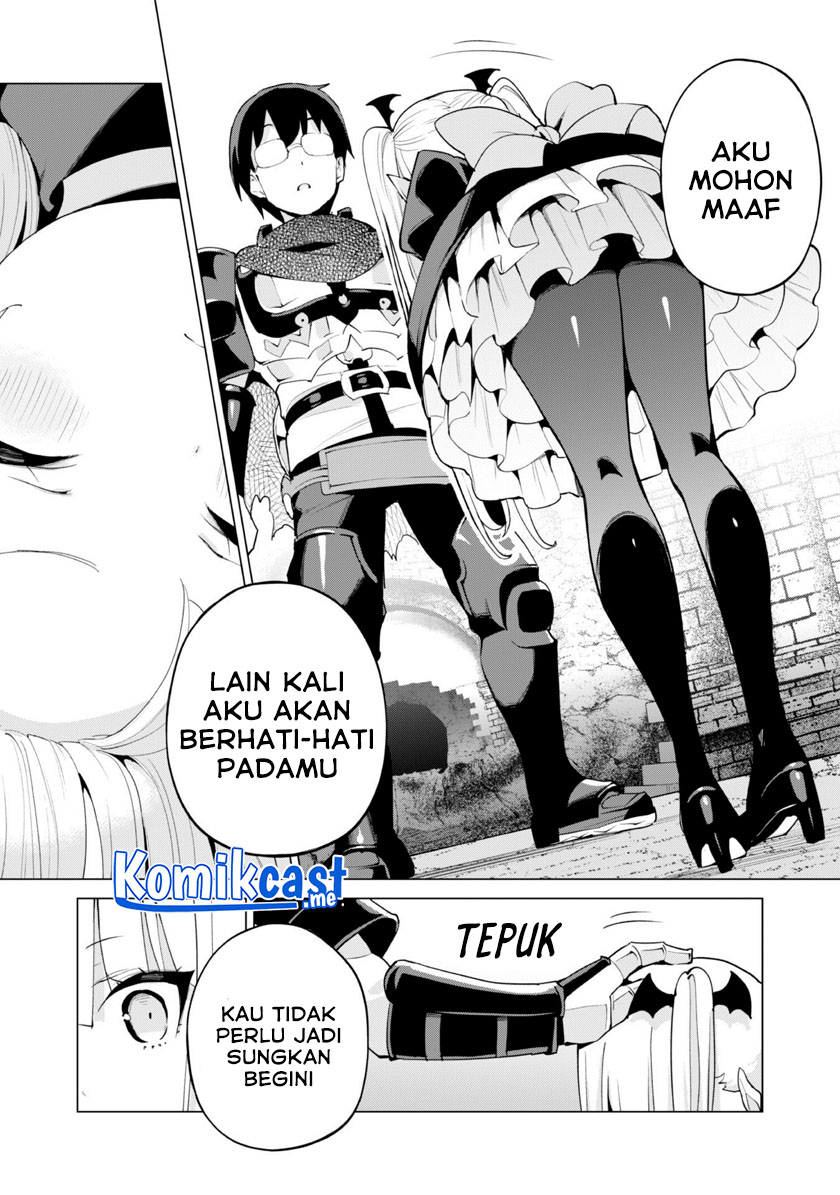 AKU
MOHON
MAAF
LAIN KALI
AKU AKAN
BERHATI-HATI
PADAMU
Komikcast
.me
TEPUK
KAU TIDAK
PERLU JADI
SUNGKAN
BEGINI